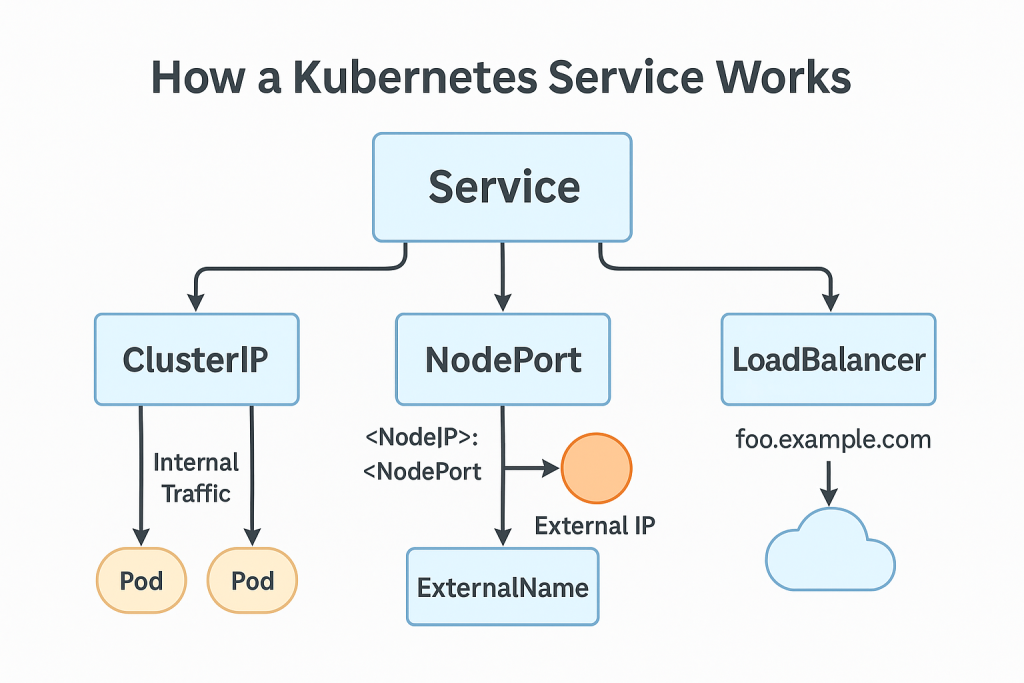 How a Kubernetes Service Works
Service
ClusterIP
NodePort
LoadBalancer
Internal
Traffic
<NodeJP>:
<NodePort
External IP
foo.example.com
Pod
Pod
ExternalName